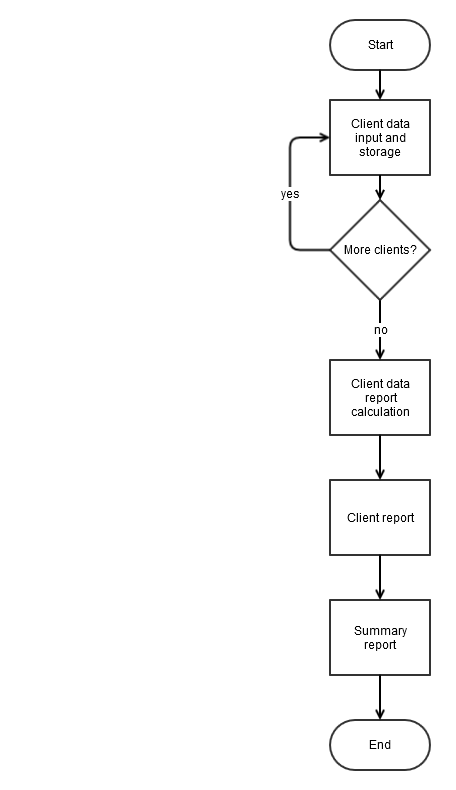 Start
Client data
input and
storage
yes
More clients?
no
Client data
report
calculation
Client report
Summary
report
End